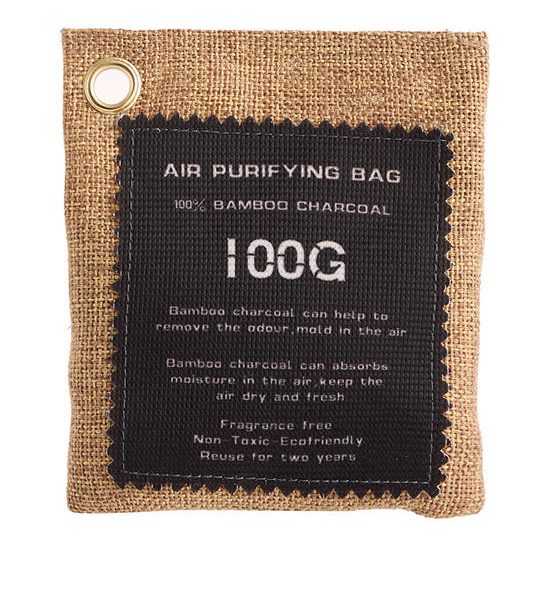 AIR PURIFYING BAG
100% BAMBOO CHARCOAL
100G
Bamboo charcoal can help to
remove the odour,mold in the air
Bamboo charcoal can absorbs
moisture in the air,keep the
air dry and fresh
Fragrance free
Non-Toxic-Ecofriendly
Reuse for two years